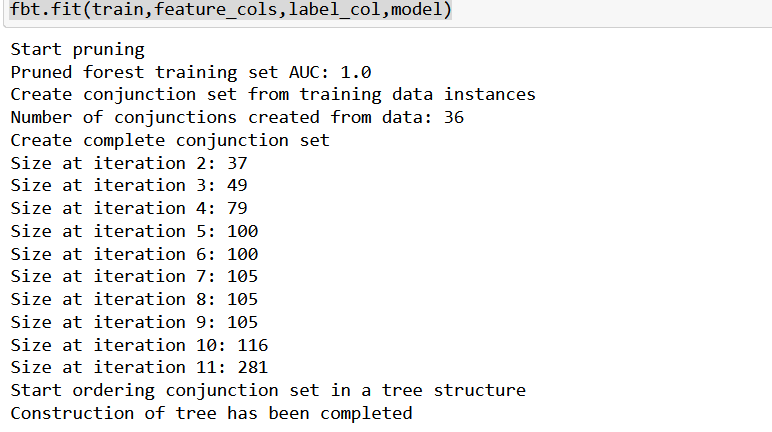 fbt.fit(train,feature_cols,label_col,model)
Start pruning
Pruned forest training set AUC: 1.0
Create conjunction set from training data instances
Number of conjunctions created from data: 36
Create complete conjunction set
Size at iteration 2: 37
Size at iteration 3: 49
Size at iteration 4: 79
Size at iteration 5: 100
Size at iteration 6: 100
Size at iteration 7: 105
Size at iteration 8: 105
Size at iteration 9: 105
Size at iteration 10: 116
Size at iteration 11: 281
Start ordering conjunction set in a tree structure
Construction of tree has been completed